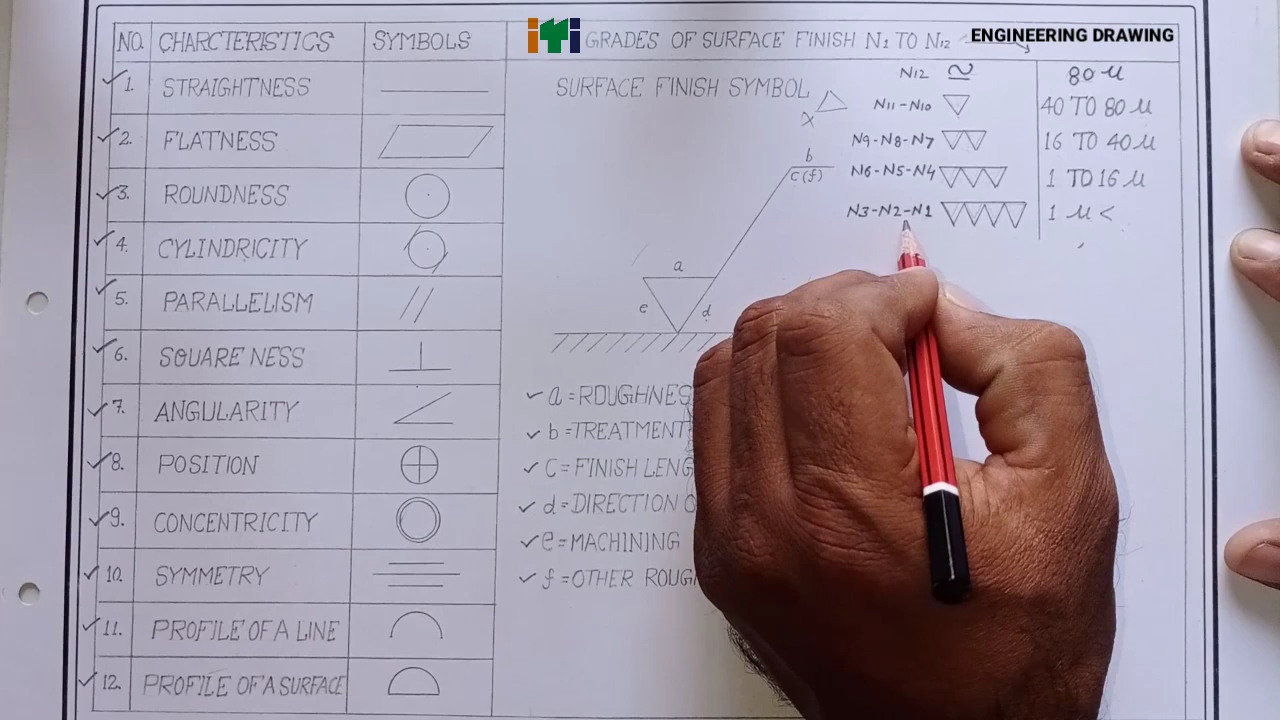 NO. CHARCTERISTICS SYMBOLS
1. STRAIGHTNESS
2. FLATNESS
3. ROUNDNESS
4. CYLINDRICITY
5. PARALLELISM
6. SQUARE NESS
7. ANGULARITY
8. POSITION
9. CONCENTRICITY
10. SYMMETRY
11. PROFILE OF A LINE
12. PROFILE OF A SURFACE
iTi
GRADES OF SURFACE FINISH N1 TO N12
ENGINEERING DRAWING
SURFACE FINISH SYMBOL
X
b
c(f)
a
e
d
N12 80 μ
N11-N10 40 TO 80 μ
N9-N8-N7 16 TO 40 μ
N6-N5-N4 1 TO 16 μ
N3-N2-N1 1 μ <
a = ROUGHNES
b = TREATMENT
C = FINISH LENG
d = DIRECTION O
e = MACHINING
f = OTHER ROUG